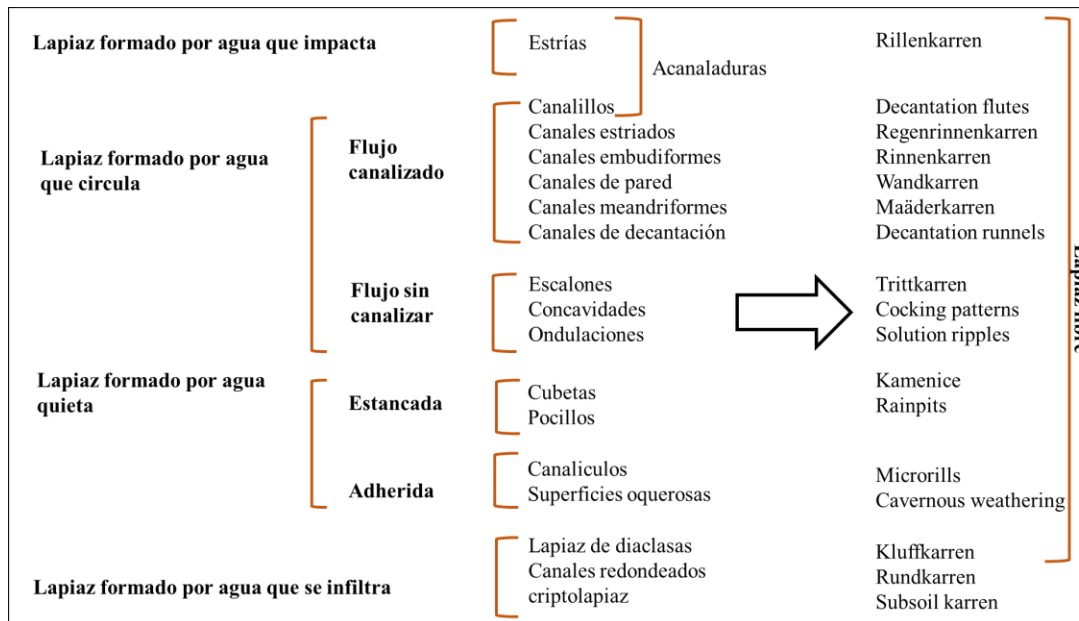 Lapiaz formado por agua que impacta
Estrías
Acanaladuras
Rillenkarren
Lapiaz formado por agua
que circula
Flujo
canalizado
Canalillos
Canales estriados
Canales embudiformes
Canales de pared
Canales meandriformes
Canales de decantación
Decantation flutes
Regenrinnenkarren
Rinnenkarren
Wandkarren
Maäderkarren
Decantation runnels
Flujo sin
canalizar
Escalones
Concavidades
Ondulaciones
Trittkarren
Cocking patterns
Solution ripples
Lapiaz formado por agua
quieta
Estancada
Cubetas
Pocillos
Kamenice
Rainpits
Adherida
Canaliculos
Superficies oquerosas
Microrills
Cavernous weathering
Lapiaz formado por agua que se infiltra
Lapiaz de diaclasas
Canales redondeados
criptolapiaz
Kluffkarren
Rundkarren
Subsoil karren